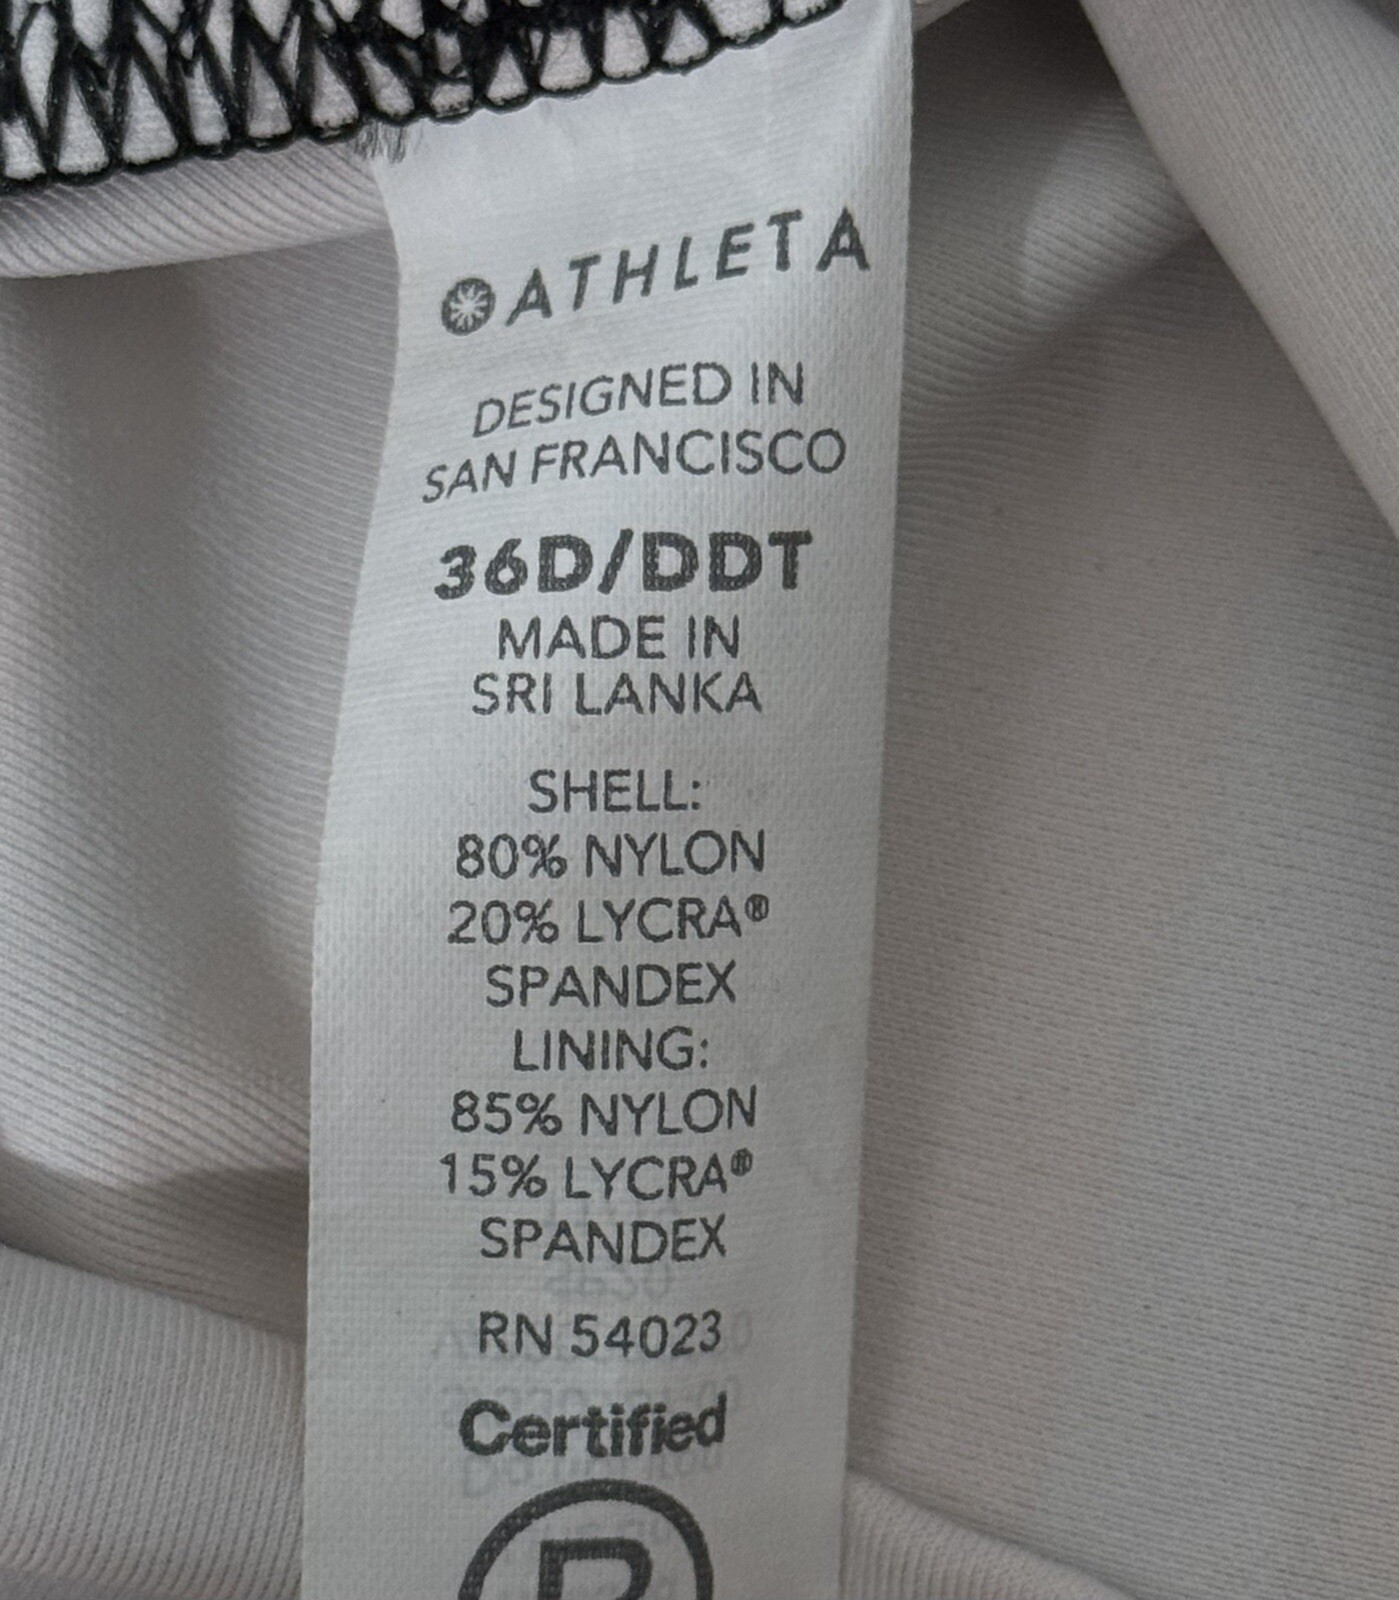 ATHLETA
DESIGNED IN
SAN FRANCISCO
36D/DDT
MADE IN
SRI LANKA
SHELL:
80% NYLON
20% LYCRA®
SPANDEX
LINING:
85% NYLON
15% LYCRA®
SPANDEX
RN 54023
Certified
B